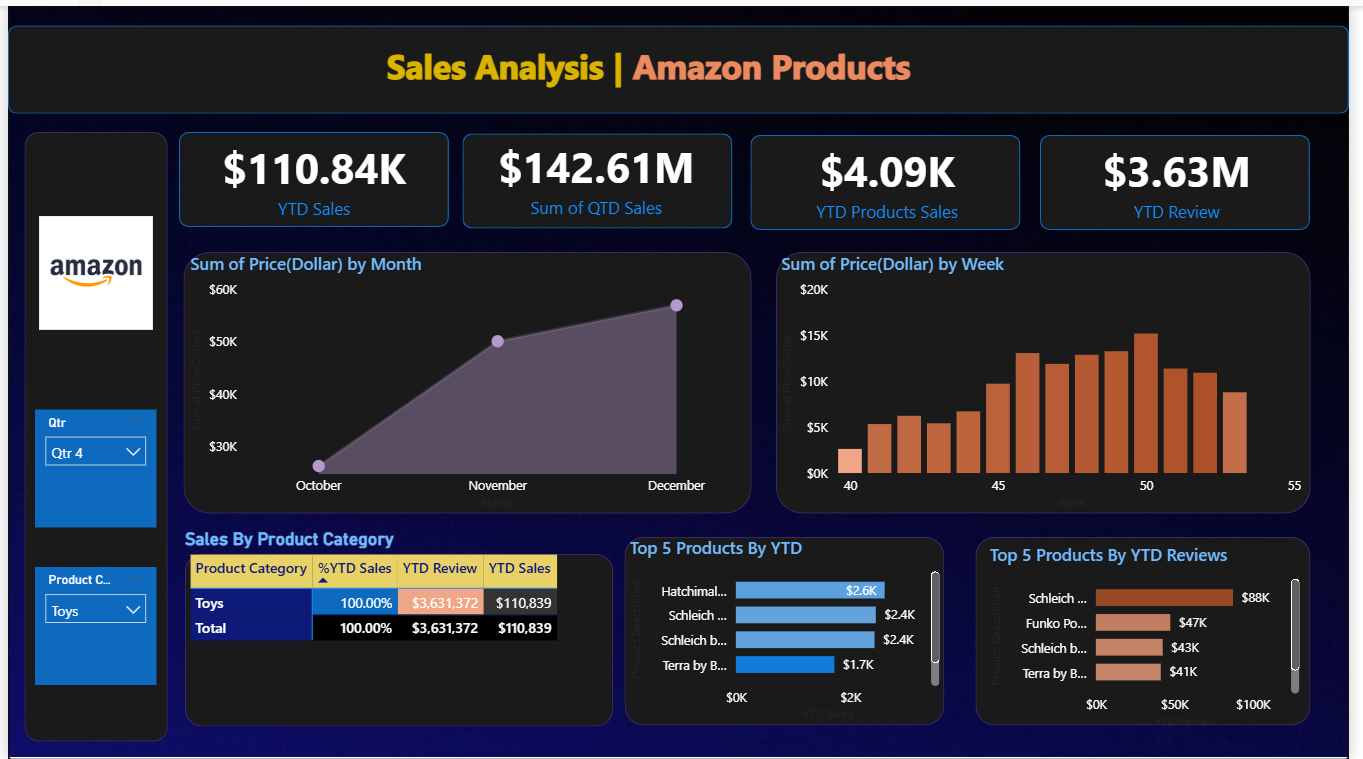 Sales Analysis | Amazon Products
$110.84K
YTD Sales
$142.61M
Sum of QTD Sales
$4.09K
YTD Products Sales
$3.63M
YTD Review
amazon
Qtr
Qtr 4
Product C...
Toys
Sum of Price(Dollar) by Month
Sum of Price(Dollar)
$60K
$50K
$40K
$30K
October November December
Month
Sum of Price(Dollar) by Week
Sum of Price(Dollar)
$20K
$15K
$10K
$5K
$0K
40 45 50 55
Week
Sales By Product Category
Product Category %YTD Sales YTD Review YTD Sales
Toys 100.00% $3,631,372 $110,839
Total 100.00% $3,631,372 $110,839
Top 5 Products By YTD
Product Description
Hatchimal... $2.6K
Schleich ... $2.4K
Schleich b... $2.4K
Terra by B... $1.7K
$0K $2K
YTD Sales
Top 5 Products By YTD Reviews
Product Description
Schleich ... $88K
Funko Po... $47K
Schleich b... $43K
Terra by B... $41K
$0K $50K $100K
YTD Review